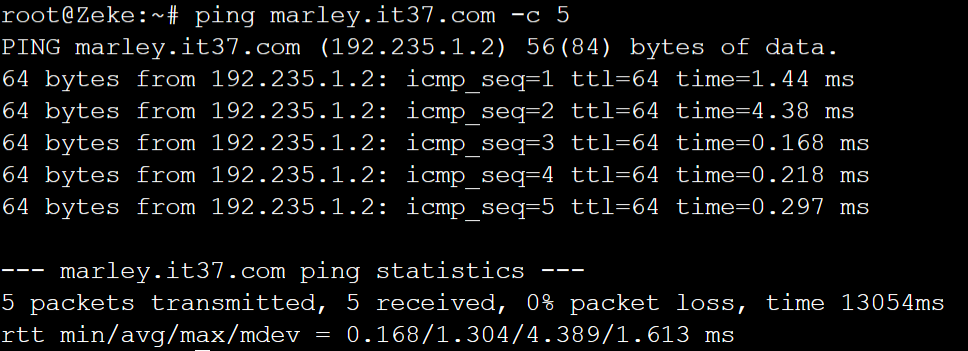 root@Zeke:~# ping marley.it37.com -c 5
PING marley.it37.com (192.235.1.2) 56(84) bytes of data.
64 bytes from 192.235.1.2: icmp_seq=1 ttl=64 time=1.44 ms
64 bytes from 192.235.1.2: icmp_seq=2 ttl=64 time=4.38 ms
64 bytes from 192.235.1.2: icmp_seq=3 ttl=64 time=0.168 ms
64 bytes from 192.235.1.2: icmp_seq=4 ttl=64 time=0.218 ms
64 bytes from 192.235.1.2: icmp_seq=5 ttl=64 time=0.297 ms

--- marley.it37.com ping statistics ---
5 packets transmitted, 5 received, 0% packet loss, time 13054ms
rtt min/avg/max/mdev = 0.168/1.304/4.389/1.613 ms